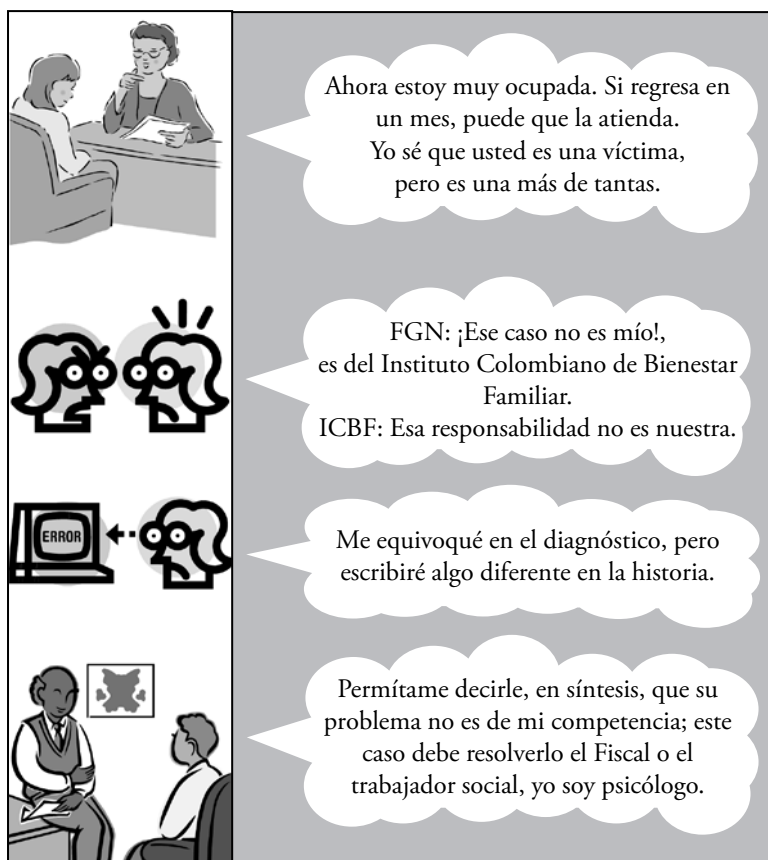 Ahora estoy muy ocupada. Si regresa en
un mes, puede que la atienda.
Yo sé que usted es una víctima,
pero es una más de tantas.
FGN: ¡Ese caso no es mío!,
es del Instituto Colombiano de Bienestar
Familiar.
ICBF: Esa responsabilidad no es nuestra.
ERROR
Me equivoqué en el diagnóstico, pero
escribiré algo diferente en la historia.
Permítame decirle, en síntesis, que su
problema no es de mi competencia; este
caso debe resolverlo el Fiscal o el
trabajador social, yo soy psicólogo.